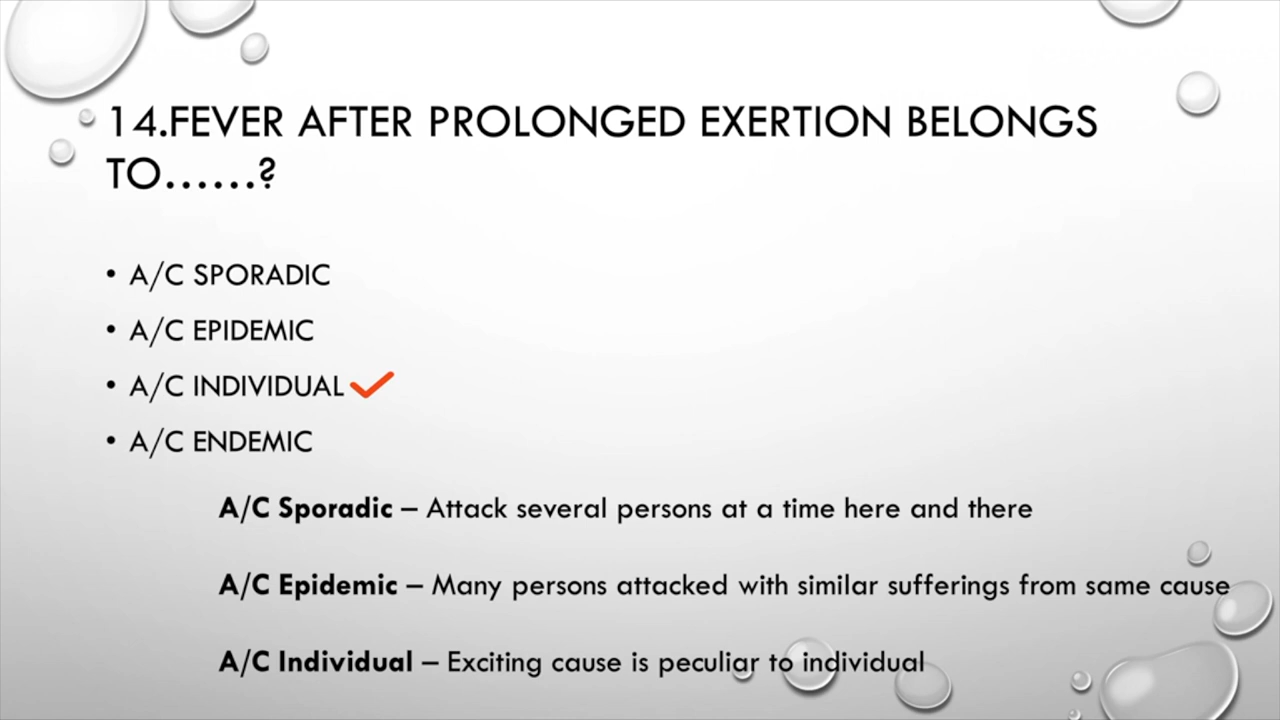 14.FEVER AFTER PROLONGED EXERTION BELONGS
TO......?
• A/C SPORADIC
• A/C EPIDEMIC
• A/C INDIVIDUAL
• A/C ENDEMIC
A/C Sporadic – Attack several persons at a time here and there
A/C Epidemic – Many persons attacked with similar sufferings from same cause
A/C Individual – Exciting cause is peculiar to individual